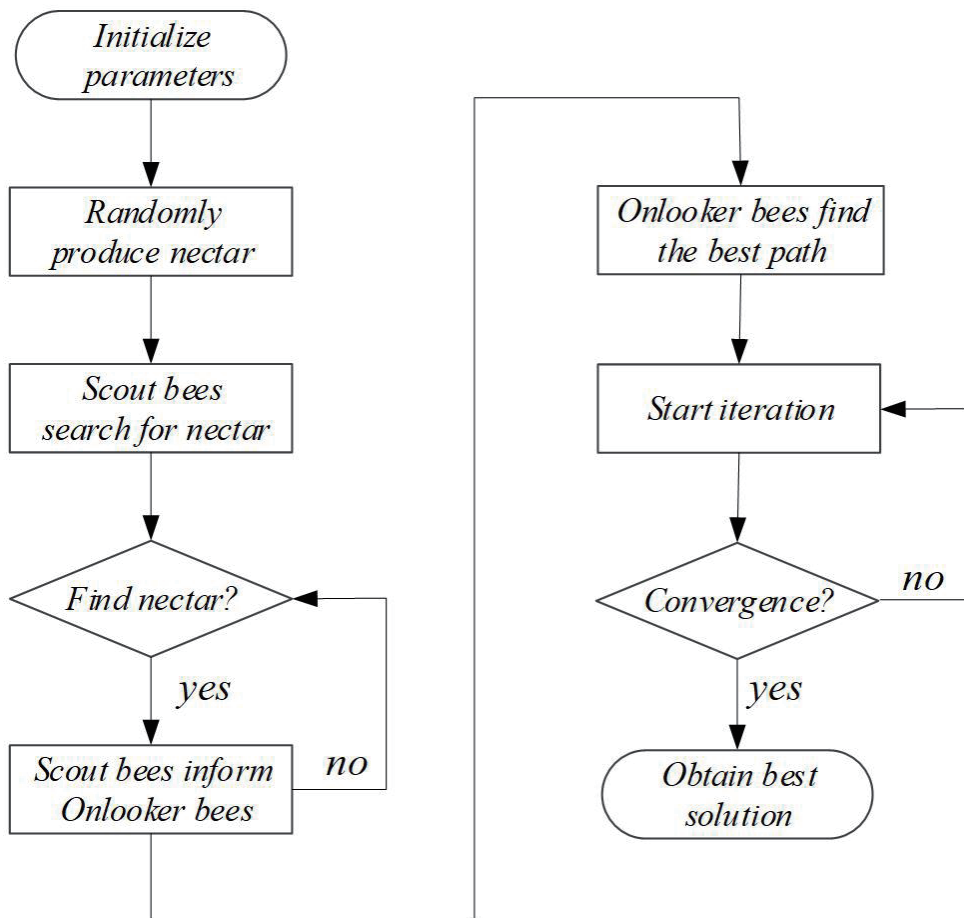 Initialize
parameters
Randomly
produce nectar
Scout bees
search for nectar
Find nectar?
yes
Scout bees inform
Onlooker bees
no
Onlooker bees find
the best path
Start iteration
Convergence?
no
yes
Obtain best
solution